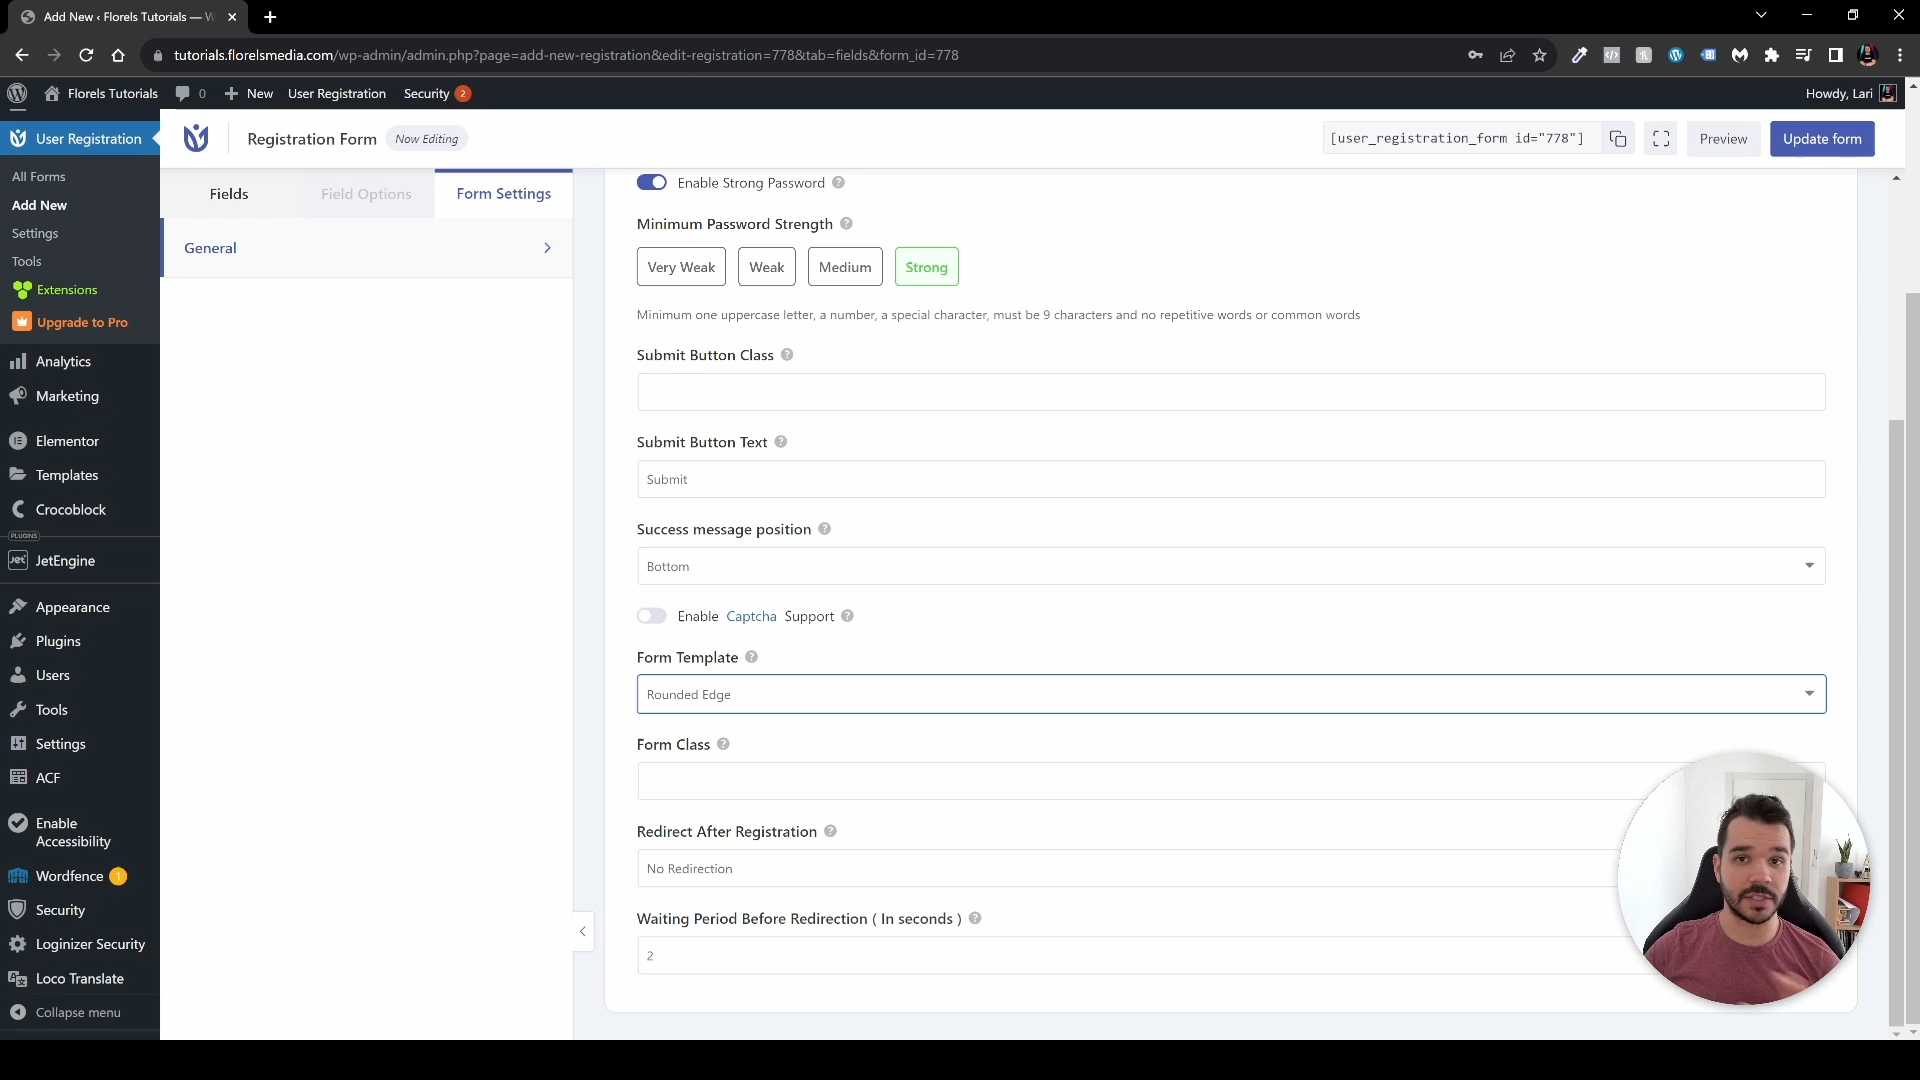 Add New ‹ Florels Tutorials — W
tutorials.florelsmedia.com/wp-admin/admin.php?page=add-new-registration&edit-registration=778&tab=fields&form_id=778
Florels Tutorials
0
New
User Registration
Security 2
Howdy, Lari
User Registration
All Forms
Add New
Settings
Tools
Extensions
Upgrade to Pro
Analytics
Marketing
Elementor
Templates
Crocoblock
PLUGINS
Jet JetEngine
Appearance
Plugins
Users
Tools
Settings
ACF
Enable
Accessibility
Wordfence 1
Security
Loginizer Security
Loco Translate
Collapse menu
Registration Form Now Editing
[user_registration_form id="778"]
Preview
Update form
Fields
Field Options
Form Settings
General
Enable Strong Password
Minimum Password Strength
Very Weak
Weak
Medium
Strong
Minimum one uppercase letter, a number, a special character, must be 9 characters and no repetitive words or common words
Submit Button Class
Submit Button Text
Submit
Success message position
Bottom
Enable Captcha Support
Form Template
Rounded Edge
Form Class
Redirect After Registration
No Redirection
Waiting Period Before Redirection ( In seconds )
2